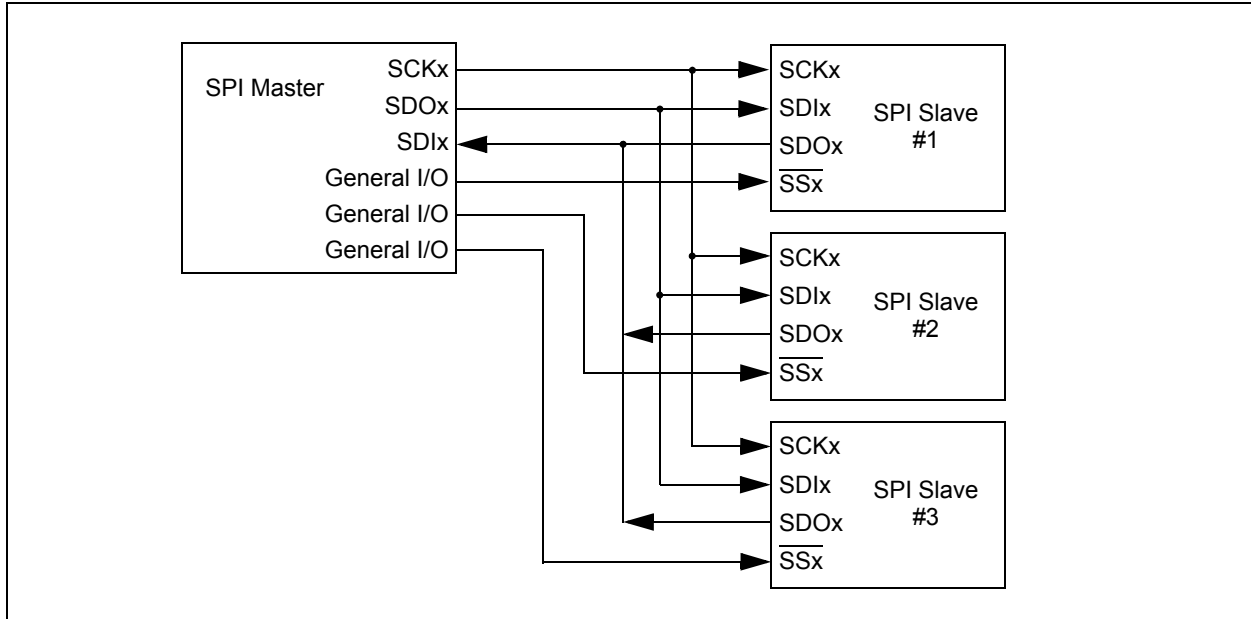 SPI Master
SCKx
SDOx
SDIx
General I/O
General I/O
General I/O
SCKx
SDIx
SDOx
SSx
SPI Slave
#1
SCKx
SDIx
SDOx
SSx
SPI Slave
#2
SCKx
SDIx
SDOx
SSx
SPI Slave
#3